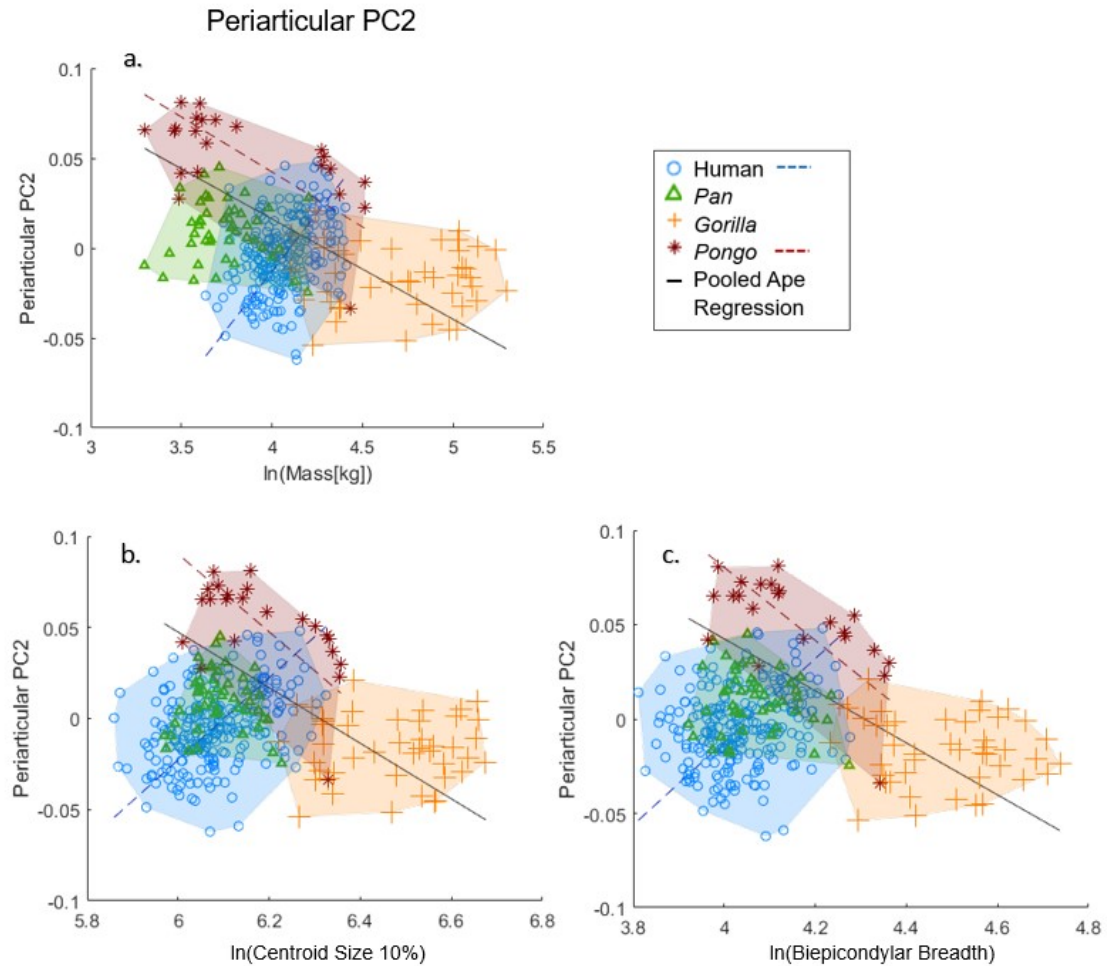 Periarticular PC2
a.
0.1
0.05
0
-0.05
-0.1
Periarticular PC2
3 3.5 4 4.5 5 5.5
ln(Mass[kg])
Human
Pan
Gorilla
Pongo
Pooled Ape
Regression
b.
0.1
0.05
0
-0.05
-0.1
Periarticular PC2
5.8 6 6.2 6.4 6.6 6.8
ln(Centroid Size 10%)
c.
0.1
0.05
0
-0.05
-0.1
Periarticular PC2
3.8 4 4.2 4.4 4.6 4.8
ln(Biepicondylar Breadth)